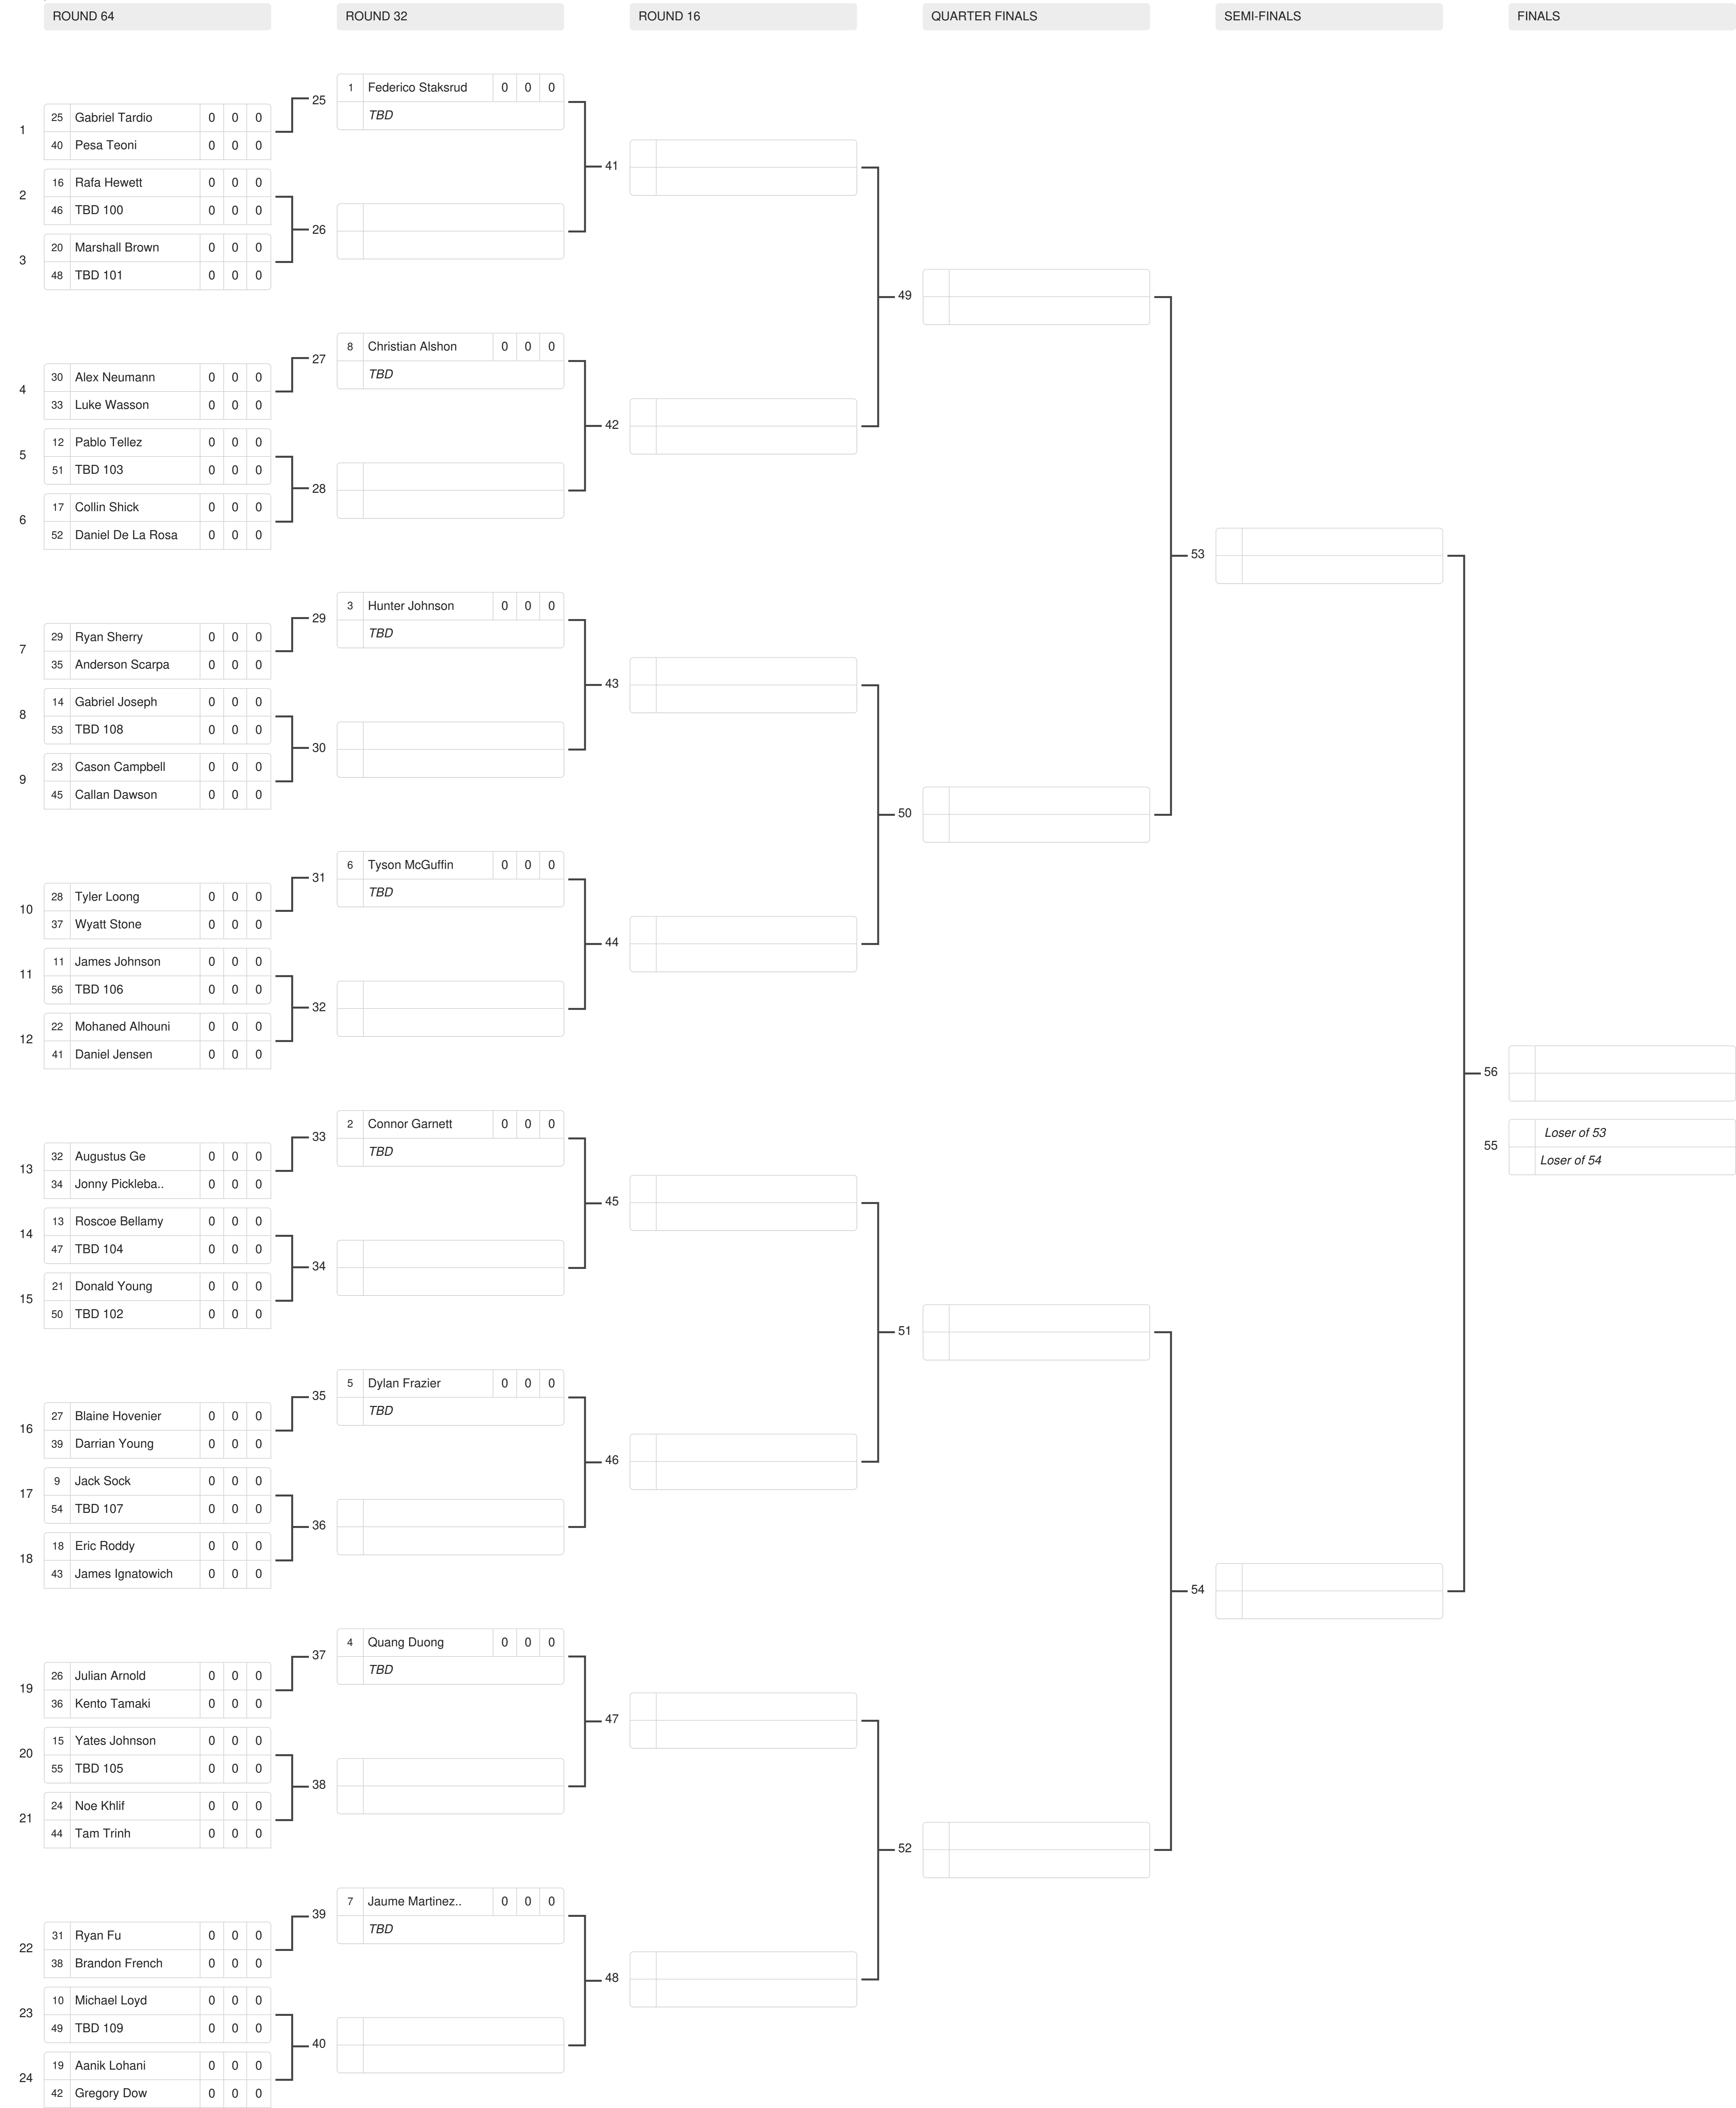 ROUND 64
ROUND 32
ROUND 16
QUARTER FINALS
SEMI-FINALS
FINALS
1
25 Gabriel Tardio 0 0 0
40 Pesa Teoni 0 0 0
2
16 Rafa Hewett 0 0 0
46 TBD 100 0 0 0
3
20 Marshall Brown 0 0 0
48 TBD 101 0 0 0
4
30 Alex Neumann 0 0 0
33 Luke Wasson 0 0 0
5
12 Pablo Tellez 0 0 0
51 TBD 103 0 0 0
6
17 Collin Shick 0 0 0
52 Daniel De La Rosa 0 0 0
7
29 Ryan Sherry 0 0 0
35 Anderson Scarpa 0 0 0
8
14 Gabriel Joseph 0 0 0
53 TBD 108 0 0 0
9
23 Cason Campbell 0 0 0
45 Callan Dawson 0 0 0
10
28 Tyler Loong 0 0 0
37 Wyatt Stone 0 0 0
11
11 James Johnson 0 0 0
56 TBD 106 0 0 0
12
22 Mohaned Alhouni 0 0 0
41 Daniel Jensen 0 0 0
13
32 Augustus Ge 0 0 0
34 Jonny Pickleba.. 0 0 0
14
13 Roscoe Bellamy 0 0 0
47 TBD 104 0 0 0
15
21 Donald Young 0 0 0
50 TBD 102 0 0 0
16
27 Blaine Hovenier 0 0 0
39 Darrian Young 0 0 0
17
9 Jack Sock 0 0 0
54 TBD 107 0 0 0
18
18 Eric Roddy 0 0 0
43 James Ignatowich 0 0 0
19
26 Julian Arnold 0 0 0
36 Kento Tamaki 0 0 0
20
15 Yates Johnson 0 0 0
55 TBD 105 0 0 0
21
24 Noe Khlif 0 0 0
44 Tam Trinh 0 0 0
22
31 Ryan Fu 0 0 0
38 Brandon French 0 0 0
23
10 Michael Loyd 0 0 0
49 TBD 109 0 0 0
24
19 Aanik Lohani 0 0 0
42 Gregory Dow 0 0 0
25
1 Federico Staksrud 0 0 0
TBD
26
27
8 Christian Alshon 0 0 0
TBD
28
29
3 Hunter Johnson 0 0 0
TBD
30
31
6 Tyson McGuffin 0 0 0
TBD
32
33
2 Connor Garnett 0 0 0
TBD
34
35
5 Dylan Frazier 0 0 0
TBD
36
37
4 Quang Duong 0 0 0
TBD
38
39
7 Jaume Martinez.. 0 0 0
TBD
40
41
42
43
44
45
46
47
48
49
50
51
52
53
54
56
55
Loser of 53
Loser of 54